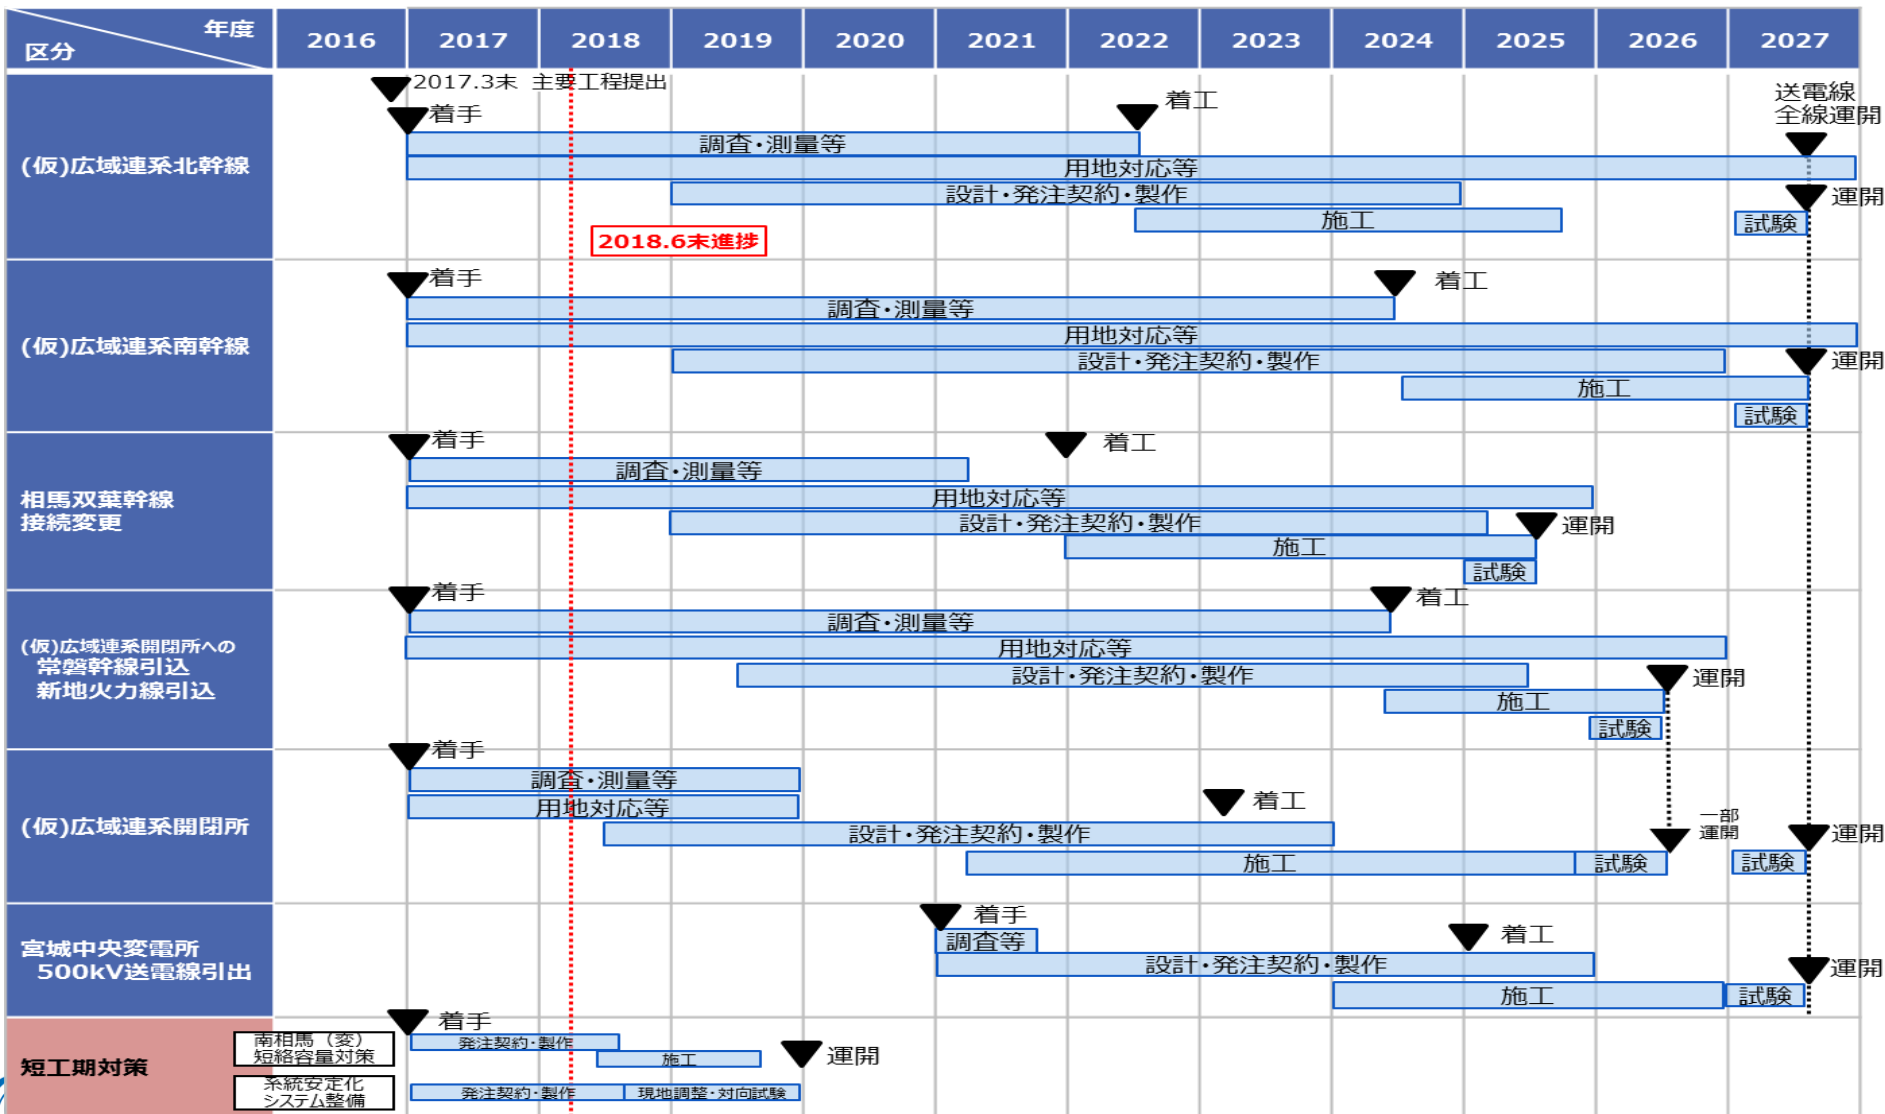 年度
区分
2016 2017 2018 2019 2020 2021 2022 2023 2024 2025 2026 2027
2017.3末 主要工程提出
(仮)広域連系北幹線
着手
着工
送電線
全線運開
調査・測量等
用地対応等
設計・発注契約・製作
運開
施工
試験
2018.6末進捗
(仮)広域連系南幹線
着手
着工
調査・測量等
用地対応等
設計・発注契約・製作
運開
施工
試験
相馬双葉幹線
接続変更
着手
着工
調査・測量等
用地対応等
設計・発注契約・製作
運開
施工
試験
(仮)広域連系開閉所への
常磐幹線引込
新地火力線引込
着手
着工
調査・測量等
用地対応等
設計・発注契約・製作
運開
施工
試験
(仮)広域連系開閉所
着手
調査・測量等
用地対応等
着工
設計・発注契約・製作
一部
運開
運開
施工
試験
試験
宮城中央変電所
500kV送電線引出
着手
調査等
着工
設計・発注契約・製作
運開
施工
試験
短工期対策
南相馬（変）
短絡容量対策
着手
発注契約・製作
施工
運開
系統安定化
システム整備
発注契約・製作
現地調整・対向試験